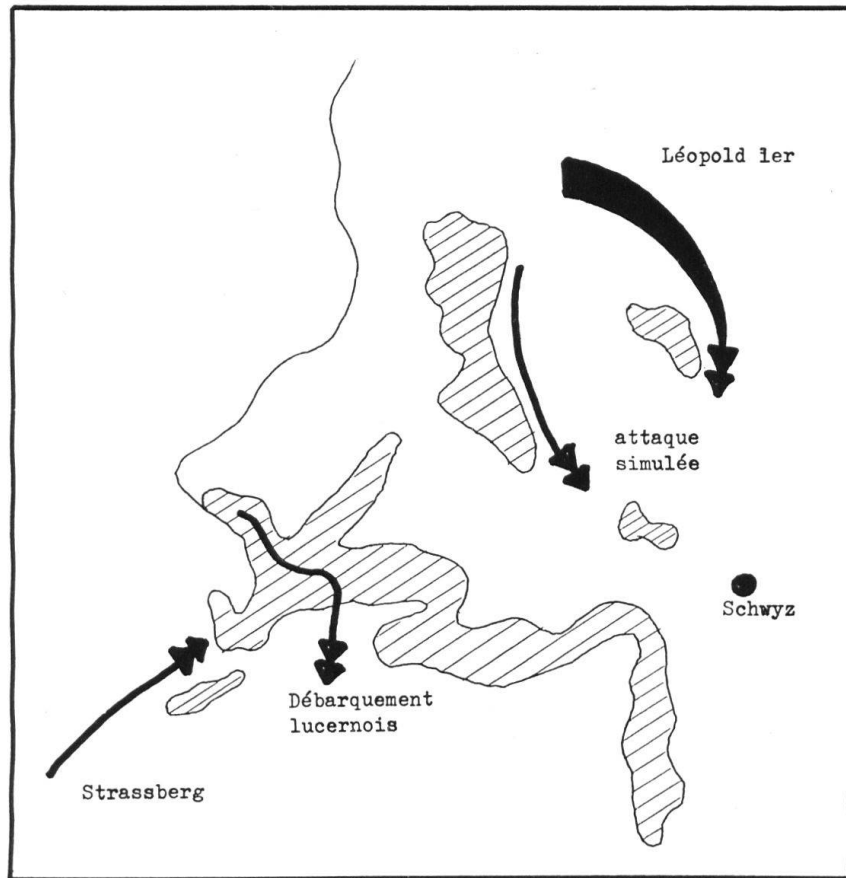 Léopold 1er
attaque
simulée
Schwyz
Débarquement
lucernois
Strassberg